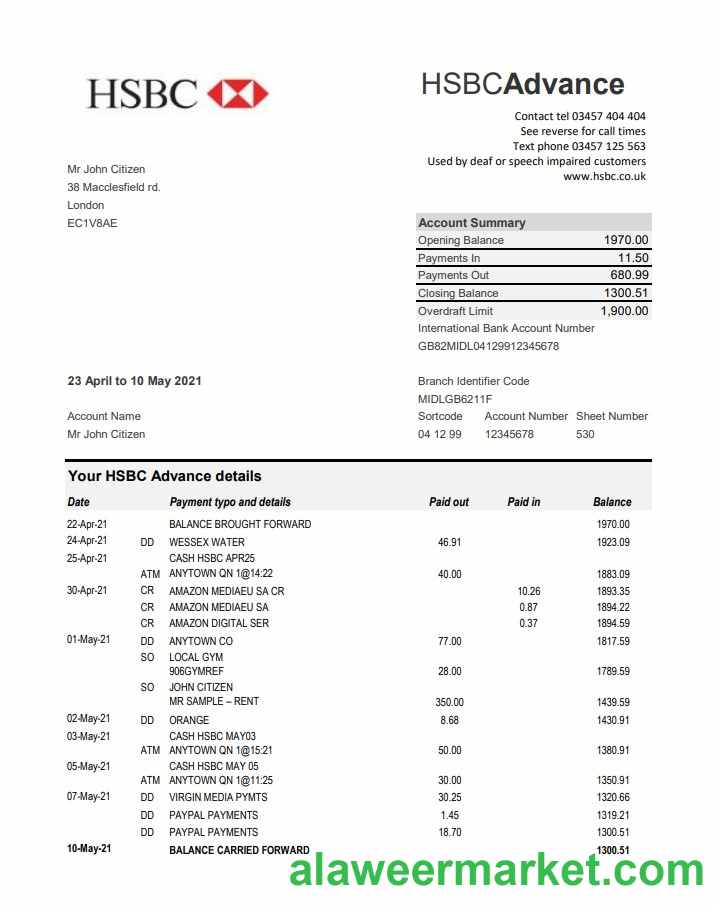 HSBC
HSBCAdvance
Contact tel 03457 404 404
See reverse for call times
Text phone 03457 125 563
Used by deaf or speech impaired customers
www.hsbc.co.uk
Mr John Citizen
38 Macclesfield rd.
London
EC1V8AE
Account Summary
Opening Balance 1970.00
Payments In 11.50
Payments Out 680.99
Closing Balance 1300.51
Overdraft Limit 1,900.00
International Bank Account Number
GB82MIDL04129912345678
23 April to 10 May 2021
Branch Identifier Code
MIDLGB6211F
Account Name
Mr John Citizen
Sortcode Account Number Sheet Number
04 12 99 12345678 530
Your HSBC Advance details
Date Payment typo and details Paid out Paid in Balance
22-Apr-21 BALANCE BROUGHT FORWARD 1970.00
24-Apr-21 DD WESSEX WATER 46.91 1923.09
25-Apr-21 CASH HSBC APR25
ATM ANYTOWN QN 1@14:22 40.00 1883.09
30-Apr-21 CR AMAZON MEDIAEU SA CR 10.26 1893.35
CR AMAZON MEDIAEU SA 0.87 1894.22
CR AMAZON DIGITAL SER 0.37 1894.59
01-May-21 DD ANYTOWN CO 77.00 1817.59
SO LOCAL GYM
906GYMREF 28.00 1789.59
SO JOHN CITIZEN
MR SAMPLE – RENT 350.00 1439.59
02-May-21 DD ORANGE 8.68 1430.91
03-May-21 CASH HSBC MAY03
ATM ANYTOWN QN 1@15:21 50.00 1380.91
05-May-21 CASH HSBC MAY 05
ATM ANYTOWN QN 1@11:25 30.00 1350.91
07-May-21 DD VIRGIN MEDIA PYMTS 30.25 1320.66
DD PAYPAL PAYMENTS 1.45 1319.21
DD PAYPAL PAYMENTS 18.70 1300.51
10-May-21 BALANCE CARRIED FORWARD 1300.51
alaweermarket.com